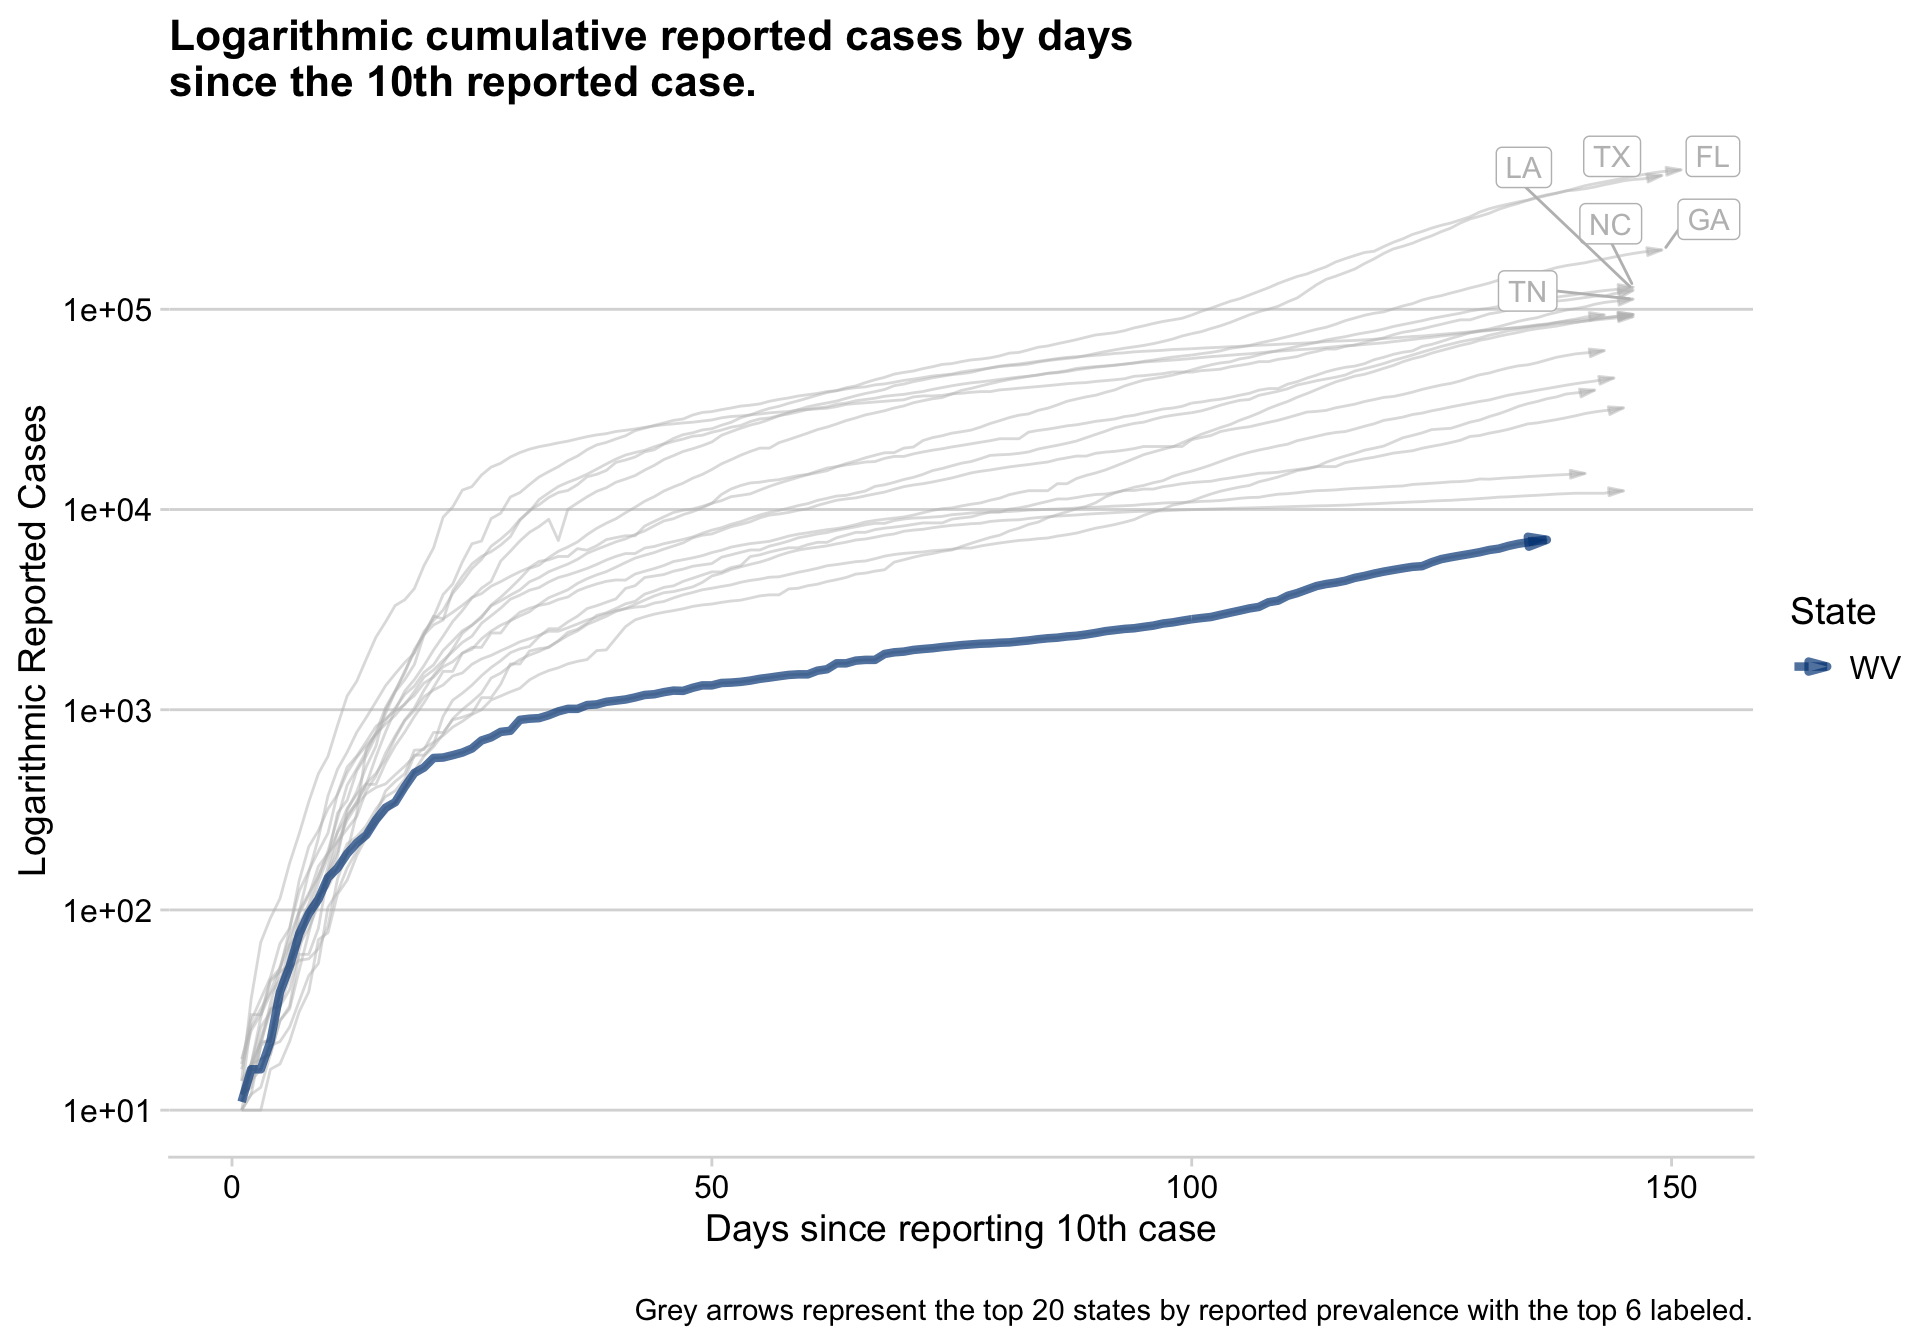 Logarithmic cumulative reported cases by days
since the 10th reported case.
LA
TX
FL
NC
GA
TN
1e+05
1e+04
1e+03
1e+02
1e+01
Logarithmic Reported Cases
State
WV
0
50
100
150
Days since reporting 10th case
Grey arrows represent the top 20 states by reported prevalence with the top 6 labeled.